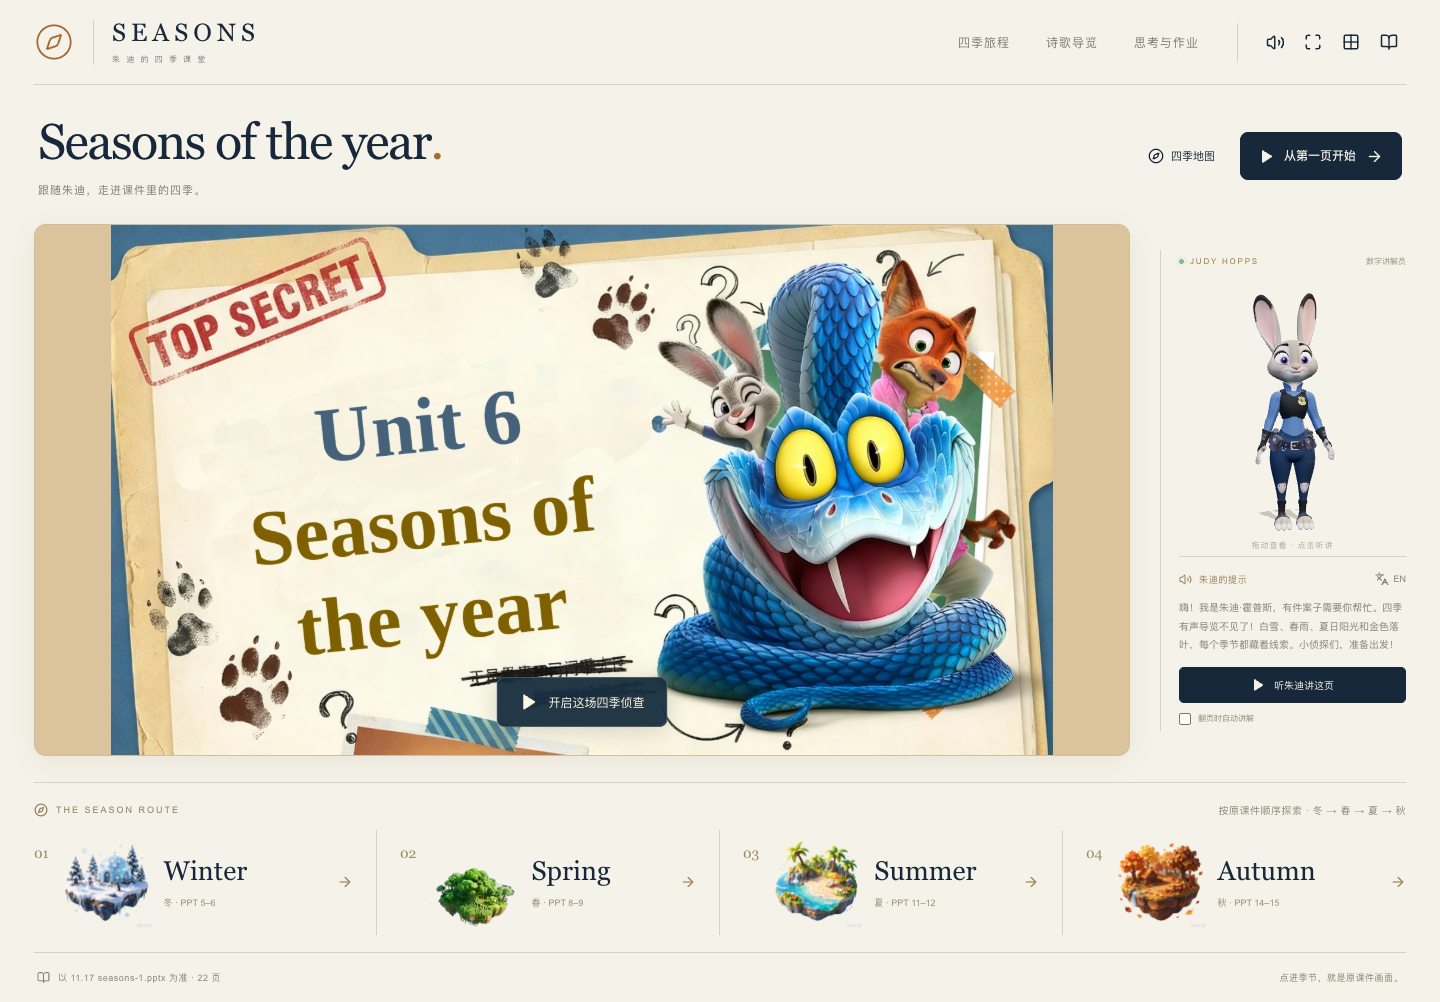 SEASONS
朱迪的四季课堂
四季旅程
诗歌导览
思考与作业
Seasons of the year.
跟随朱迪，走进课件里的四季。
四季地图
从第一页开始
TOP SECRET
Unit 6
Seasons of
the year
开启这场四季侦查
JUDY HOPPS
数字讲解员
拖动查看 · 点击听讲
朱迪的提示
EN
嗨！我是朱迪·霍普斯，有件案子需要你帮忙。四季
有声导览不见了！白雪、春雨、夏日阳光和金色落
叶，每个季节都藏着线索。小侦探们，准备出发！
听朱迪讲这页
翻页时自动讲解
THE SEASON ROUTE
按原课件顺序探索 · 冬 → 春 → 夏 → 秋
01
Winter
冬 · PPT 5–6
02
Spring
春 · PPT 8–9
03
Summer
夏 · PPT 11–12
04
Autumn
秋 · PPT 14–15
以 11.17 seasons-1.pptx 为准 · 22 页
点进季节，就是原课件画面。